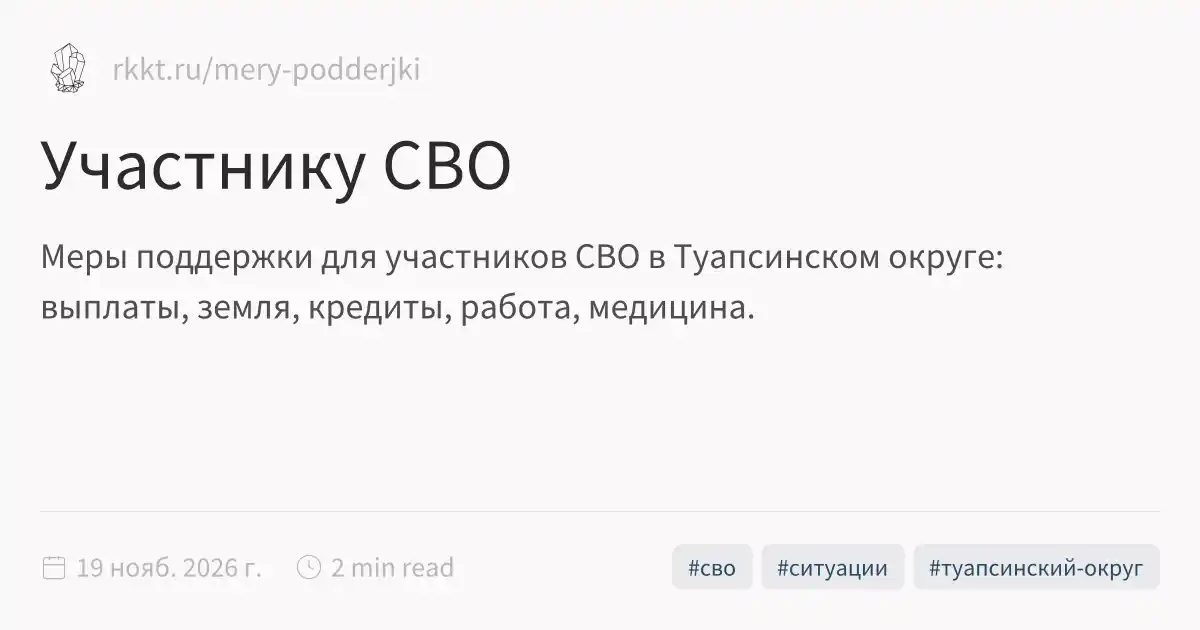 rkkt.ru/mery-podderjki
Участнику СВО
Меры поддержки для участников СВО в Туапсинском округе:
выплаты, земля, кредиты, работа, медицина.
19 нояб. 2026 г.
2 min read
#сво
#ситуации
#туапсинский-округ